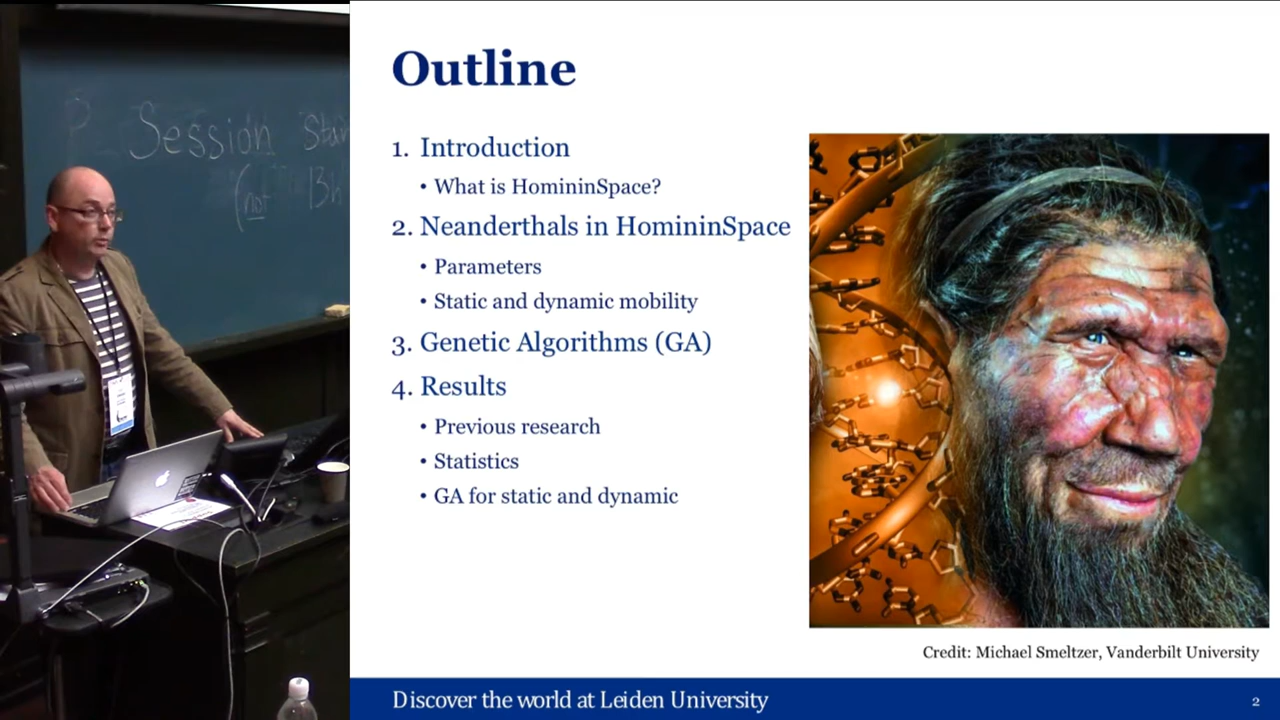 Session
(not 13h
Outline
1. Introduction
• What is HomininSpace?
2. Neanderthals in HomininSpace
• Parameters
• Static and dynamic mobility
3. Genetic Algorithms (GA)
4. Results
• Previous research
• Statistics
• GA for static and dynamic
Credit: Michael Smeltzer, Vanderbilt University
Discover the world at Leiden University
2